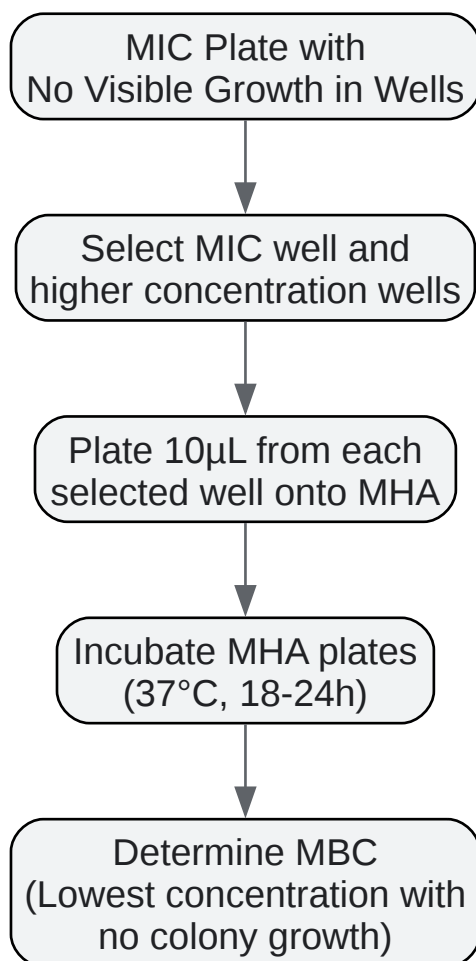 MIC Plate with
No Visible Growth in Wells
Select MIC well and
higher concentration wells
Plate 10µL from each
selected well onto MHA
Incubate MHA plates
(37°C, 18-24h)
Determine MBC
(Lowest concentration with
no colony growth)